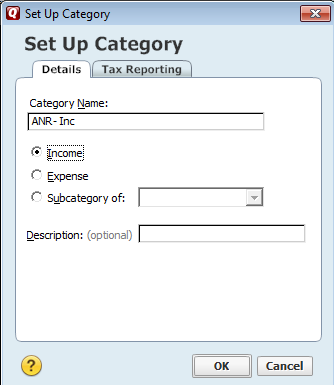 Set Up Category
Set Up Category
Details Tax Reporting
Category Name:
ANR-Inc
Income
Expense
Subcategory of:
Description: (optional)
? OK Cancel